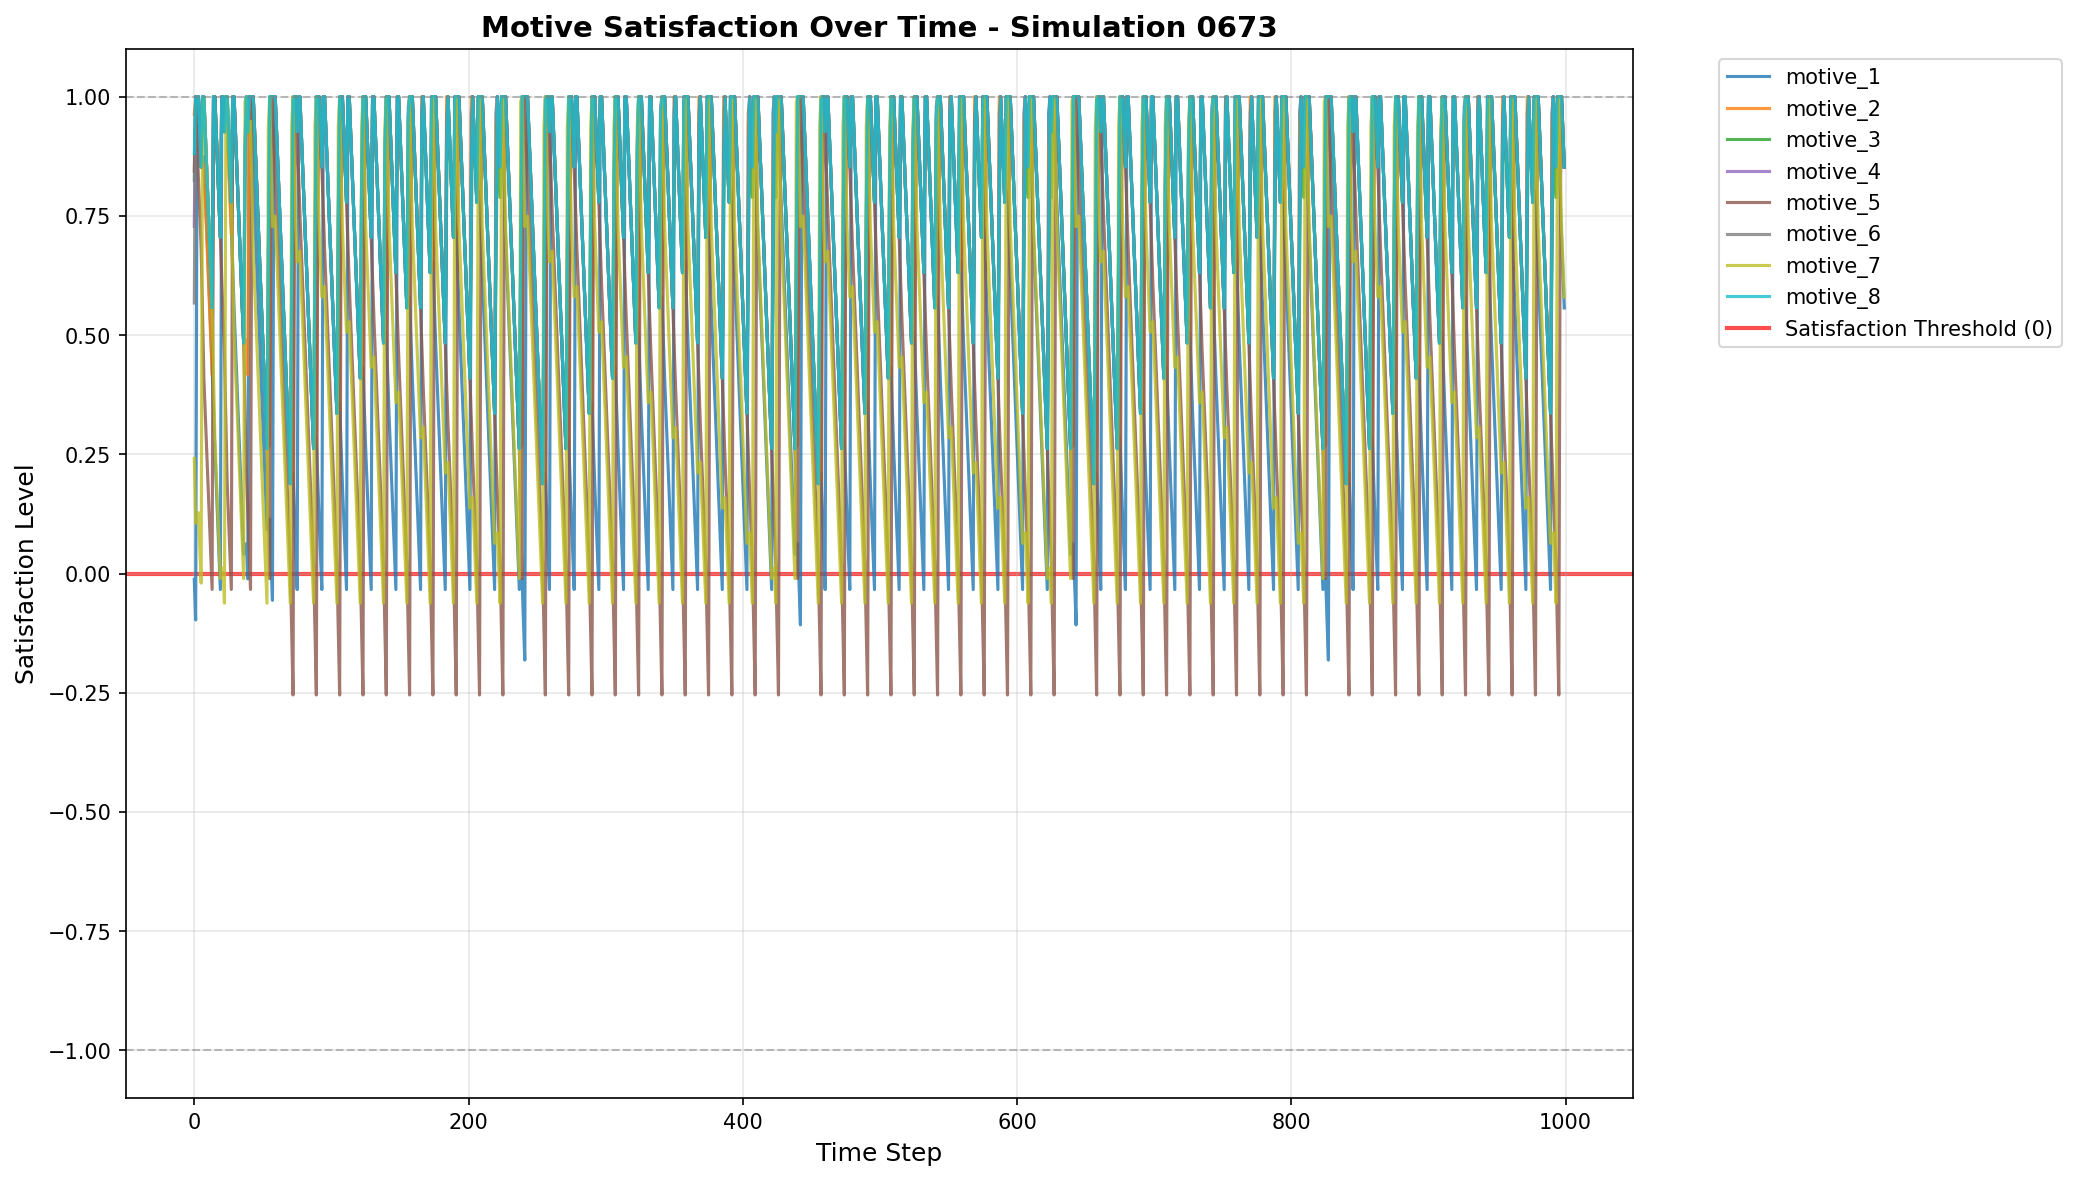 Motive Satisfaction Over Time - Simulation 0673
Satisfaction Level
1.00
0.75
0.50
0.25
0.00
−0.25
−0.50
−0.75
−1.00
0
200
400
600
800
1000
Time Step
motive_1
motive_2
motive_3
motive_4
motive_5
motive_6
motive_7
motive_8
Satisfaction Threshold (0)